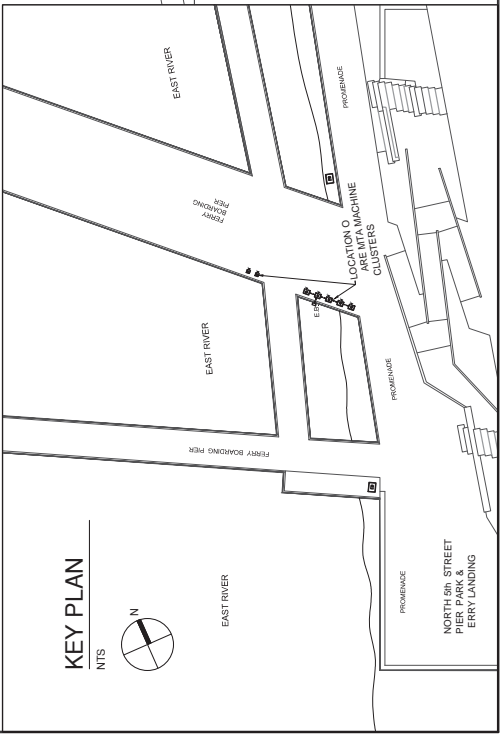 KEY PLAN
NTS
N
EAST RIVER
EAST RIVER
EAST RIVER
FERRY BOARDING PIER
FERRY
BOARDING
PIER
LOCATION O
ARE MTA MACHINE
CLUSTERS
PROMENADE
PROMENADE
PROMENADE
NORTH 5th STREET
PIER PARK &
ERRY LANDING